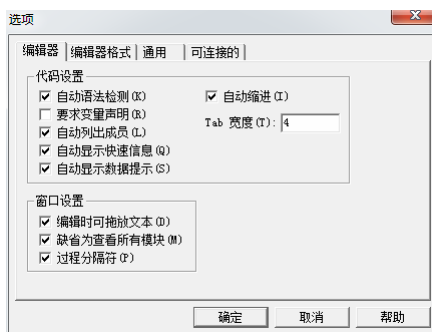 选项
编辑器 编辑器格式 通用 可连接的
代码设置
自动语法检测(K) 自动缩进(I)
要求变量声明(R) Tab 宽度(T): 4
自动列出成员(L)
自动显示快速信息(Q)
自动显示数据提示(S)
窗口设置
编辑时可拖放文本(D)
缺省为查看所有模块(M)
过程分隔符(P)
确定 取消 帮助